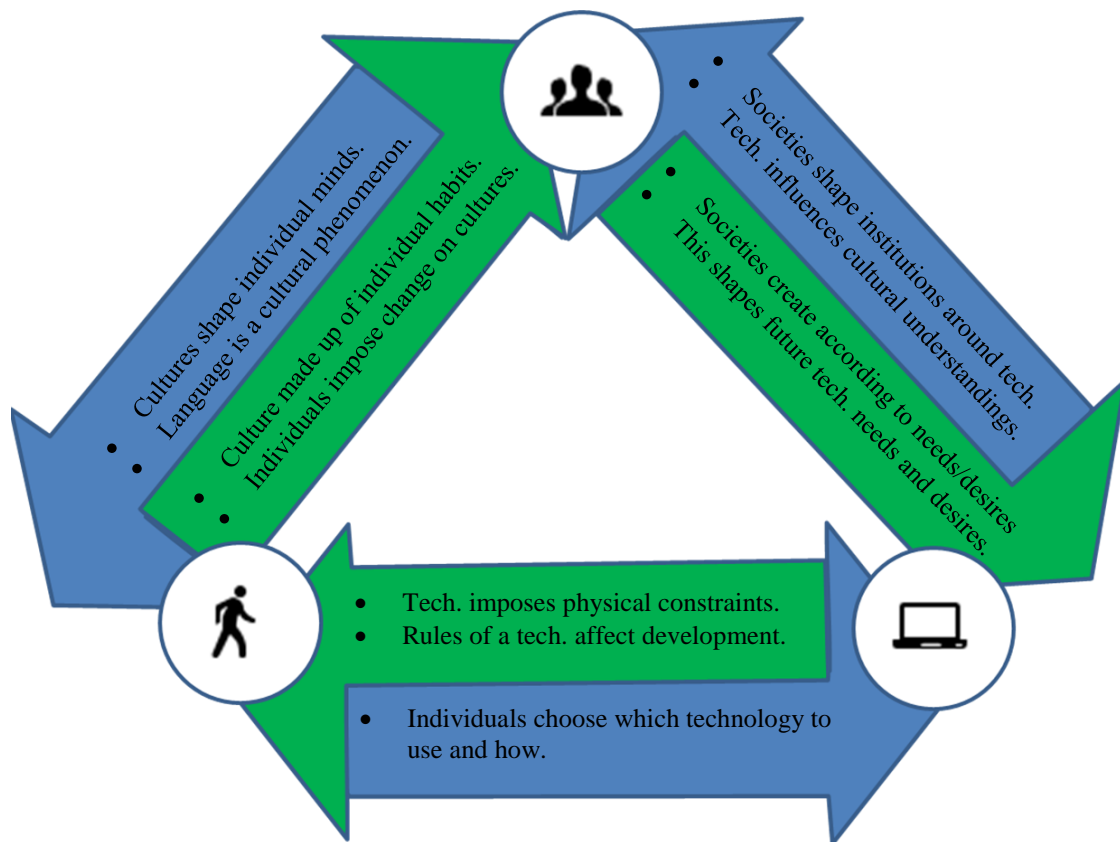 • Cultures shape individual minds.
• Language is a cultural phenomenon.
• Culture made up of individual habits.
• Individuals impose change on cultures.
• Societies shape institutions around tech.
• Tech. influences cultural understandings.
• Societies create according to needs/desires
• This shapes future tech. needs and desires.
• Tech. imposes physical constraints.
• Rules of a tech. affect development.
• Individuals choose which technology to
use and how.